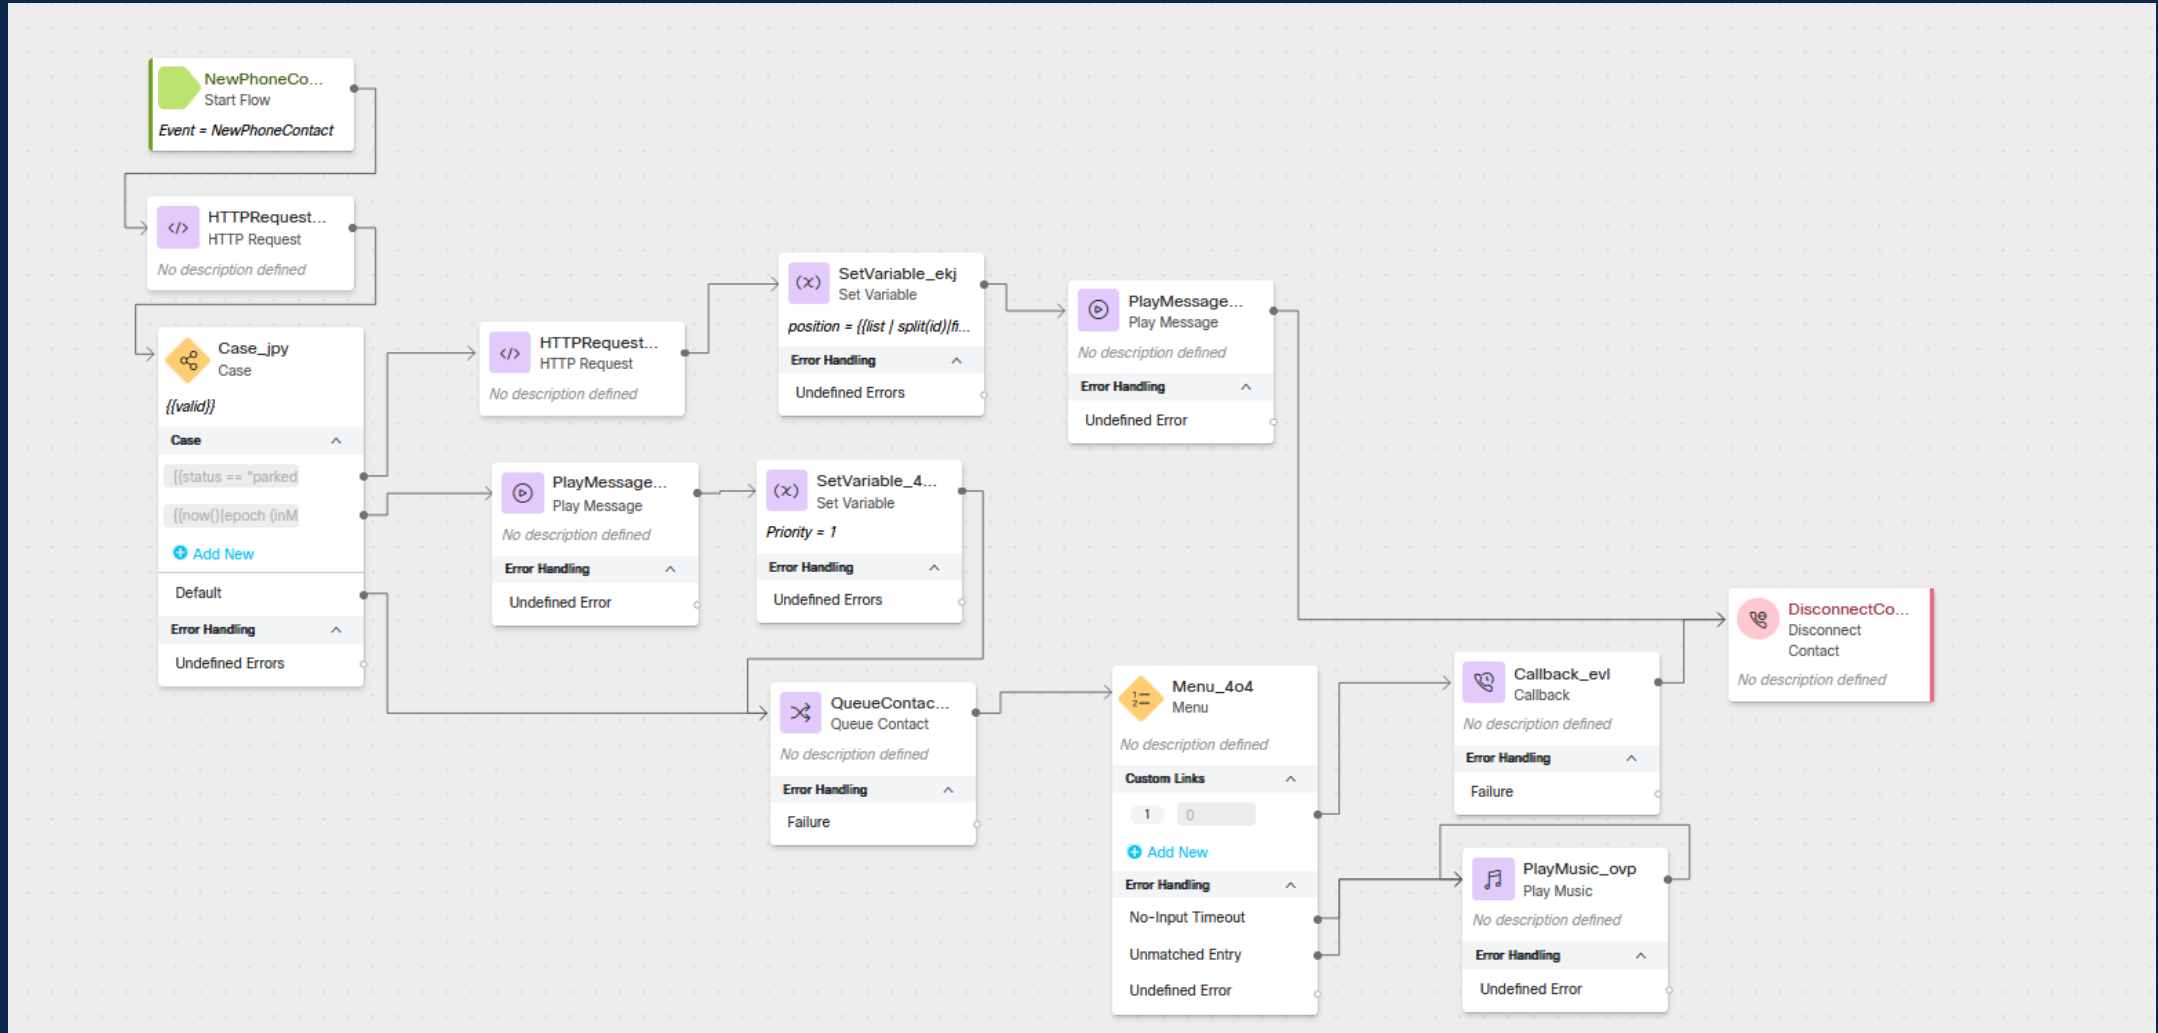 NewPhoneCo...
Start Flow
Event = NewPhoneContact
HTTPRequest...
HTTP Request
No description defined
Case_jpy
Case
{{valid}}
Case
{{status == "parked
{{now()|epoch (inM
Add New
Default
Error Handling
Undefined Errors
HTTPRequest...
HTTP Request
No description defined
SetVariable_ekj
Set Variable
position = {{list | split(id)|fi...
Error Handling
Undefined Errors
PlayMessage...
Play Message
No description defined
Error Handling
Undefined Error
PlayMessage...
Play Message
No description defined
Error Handling
Undefined Error
SetVariable_4...
Set Variable
Priority = 1
Error Handling
Undefined Errors
QueueContac...
Queue Contact
No description defined
Error Handling
Failure
Menu_4o4
Menu
No description defined
Custom Links
1 0
Add New
Error Handling
No-Input Timeout
Unmatched Entry
Undefined Error
Callback_evl
Callback
No description defined
Error Handling
Failure
PlayMusic_ovp
Play Music
No description defined
Error Handling
Undefined Error
DisconnectCo...
Disconnect
Contact
No description defined